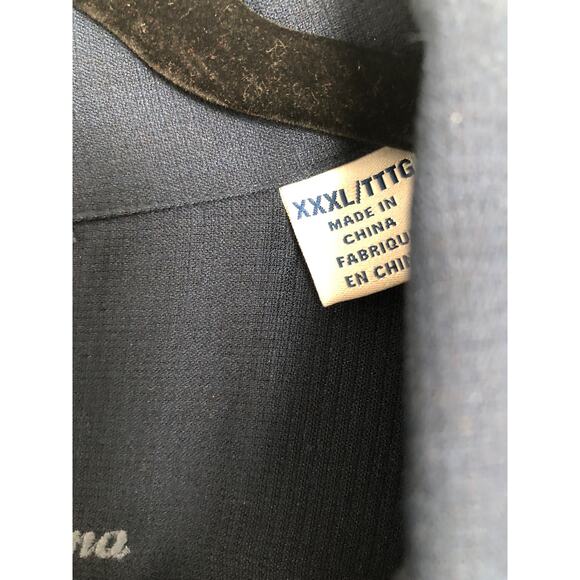 XXXL/TTTG
MADE IN
CHINA
FABRIQU
EN CHIN